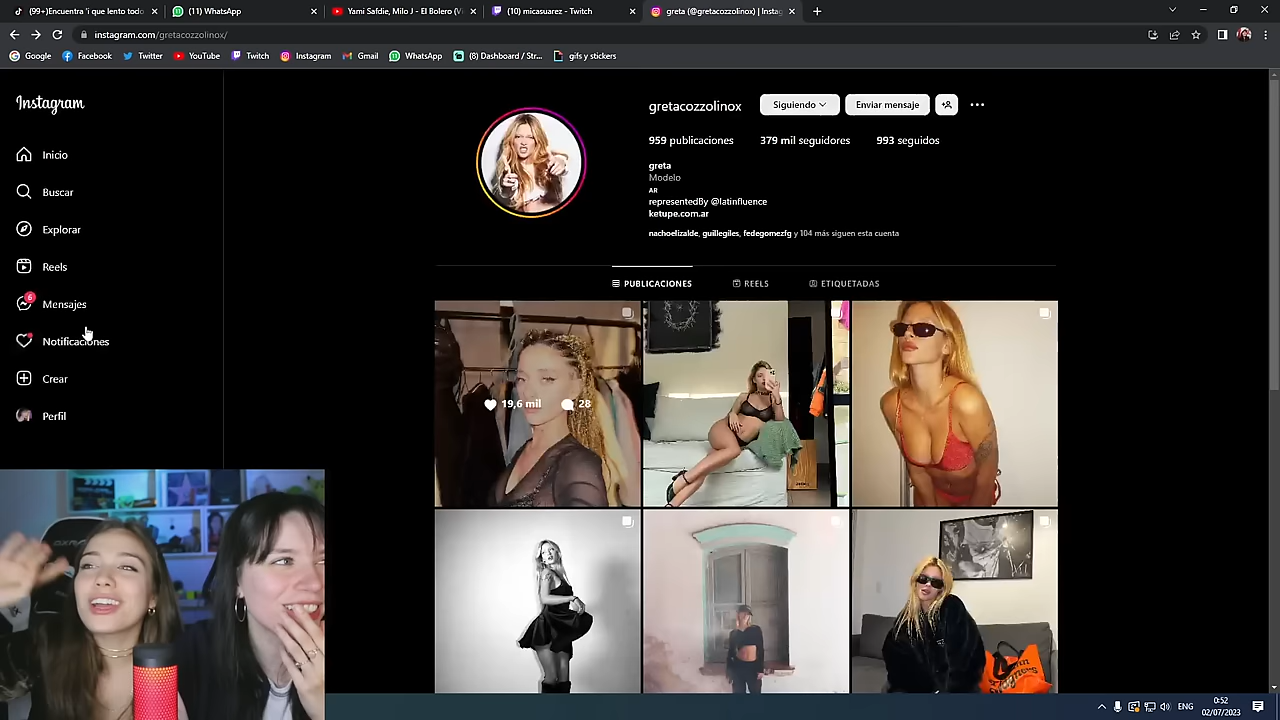 (99+)Encuentra 'i que lento todo
(11) WhatsApp
Yami Safdie, Milo J - El Bolero (Vi
(10) micasuarez - Twitch
greta (@gretacozzolinox) | Instag
instagram.com/gretacozzolinox/
Google
Facebook
Twitter
YouTube
Twitch
Instagram
Gmail
WhatsApp
(8) Dashboard / Str...
gifs y stickers
Instagram
Inicio
Buscar
Explorar
Reels
6
Mensajes
Notificaciones
Crear
Perfil
gretacozzolinox
Siguiendo
Enviar mensaje
959 publicaciones
379 mil seguidores
993 seguidos
greta
Modelo
AR
representedBy @latinfluence
ketupe.com.ar
nachoelizalde, guillegiles, fedegomezfg y 104 más siguen esta cuenta
PUBLICACIONES
REELS
ETIQUETADAS
19,6 mil
28
ENG
0:52
02/07/2023